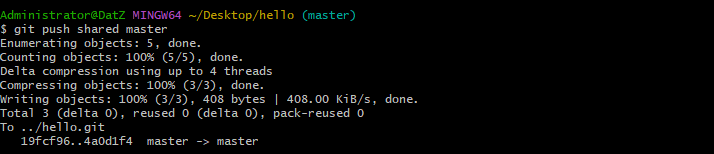 Administrator@DatZ MINGW64 ~/Desktop/hello (master)
$ git push shared master
Enumerating objects: 5, done.
Counting objects: 100% (5/5), done.
Delta compression using up to 4 threads
Compressing objects: 100% (3/3), done.
Writing objects: 100% (3/3), 408 bytes | 408.00 KiB/s, done.
Total 3 (delta 0), reused 0 (delta 0), pack-reused 0
To ../hello.git
   19fcf96..4a0d1f4  master -> master